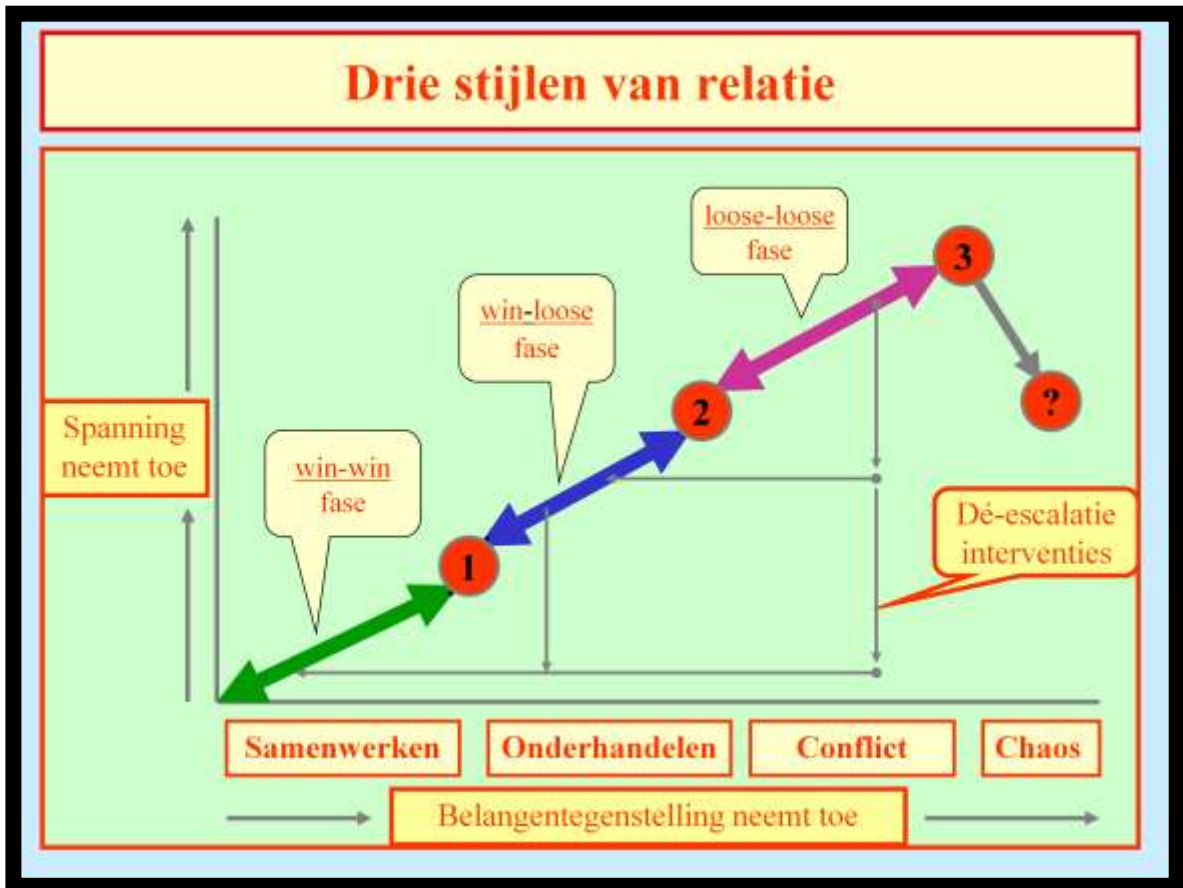 Drie stijlen van relatie
loose-loose
fase
3
win-loose
fase
2
?
Spanning
neemt toe
win-win
fase
1
Dé-escalatie
interventies
Samenwerken
Onderhandelen
Conflict
Chaos
Belangentegenstelling neemt toe